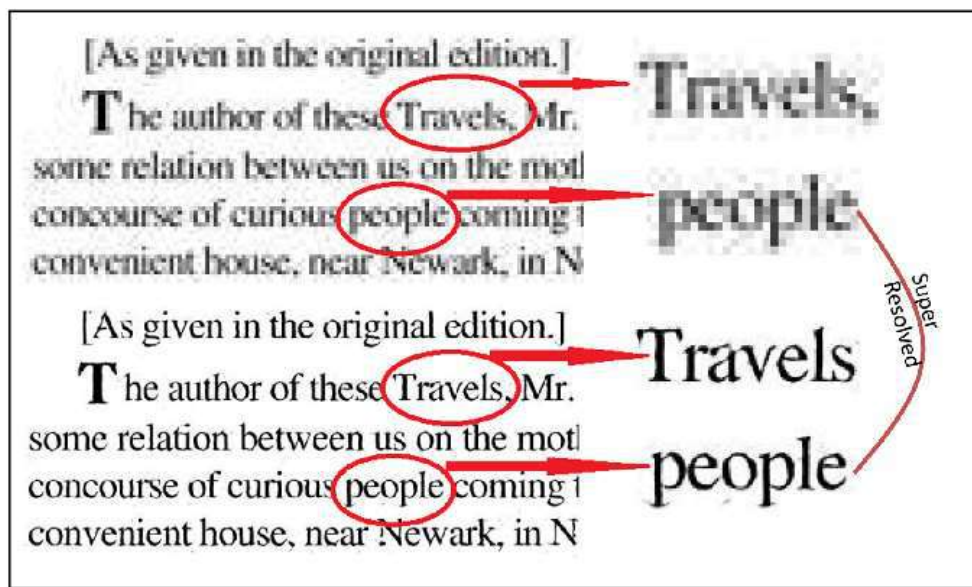 [As given in the original edition.]
The author of these Travels, Mr.
some relation between us on the motl
concourse of curious people coming t
convenient house, near Newark, in N
Travels,
people
[As given in the original edition.]
The author of these Travels, Mr.
some relation between us on the motl
concourse of curious people coming t
convenient house, near Newark, in N
Travels
people
Super
Resolved